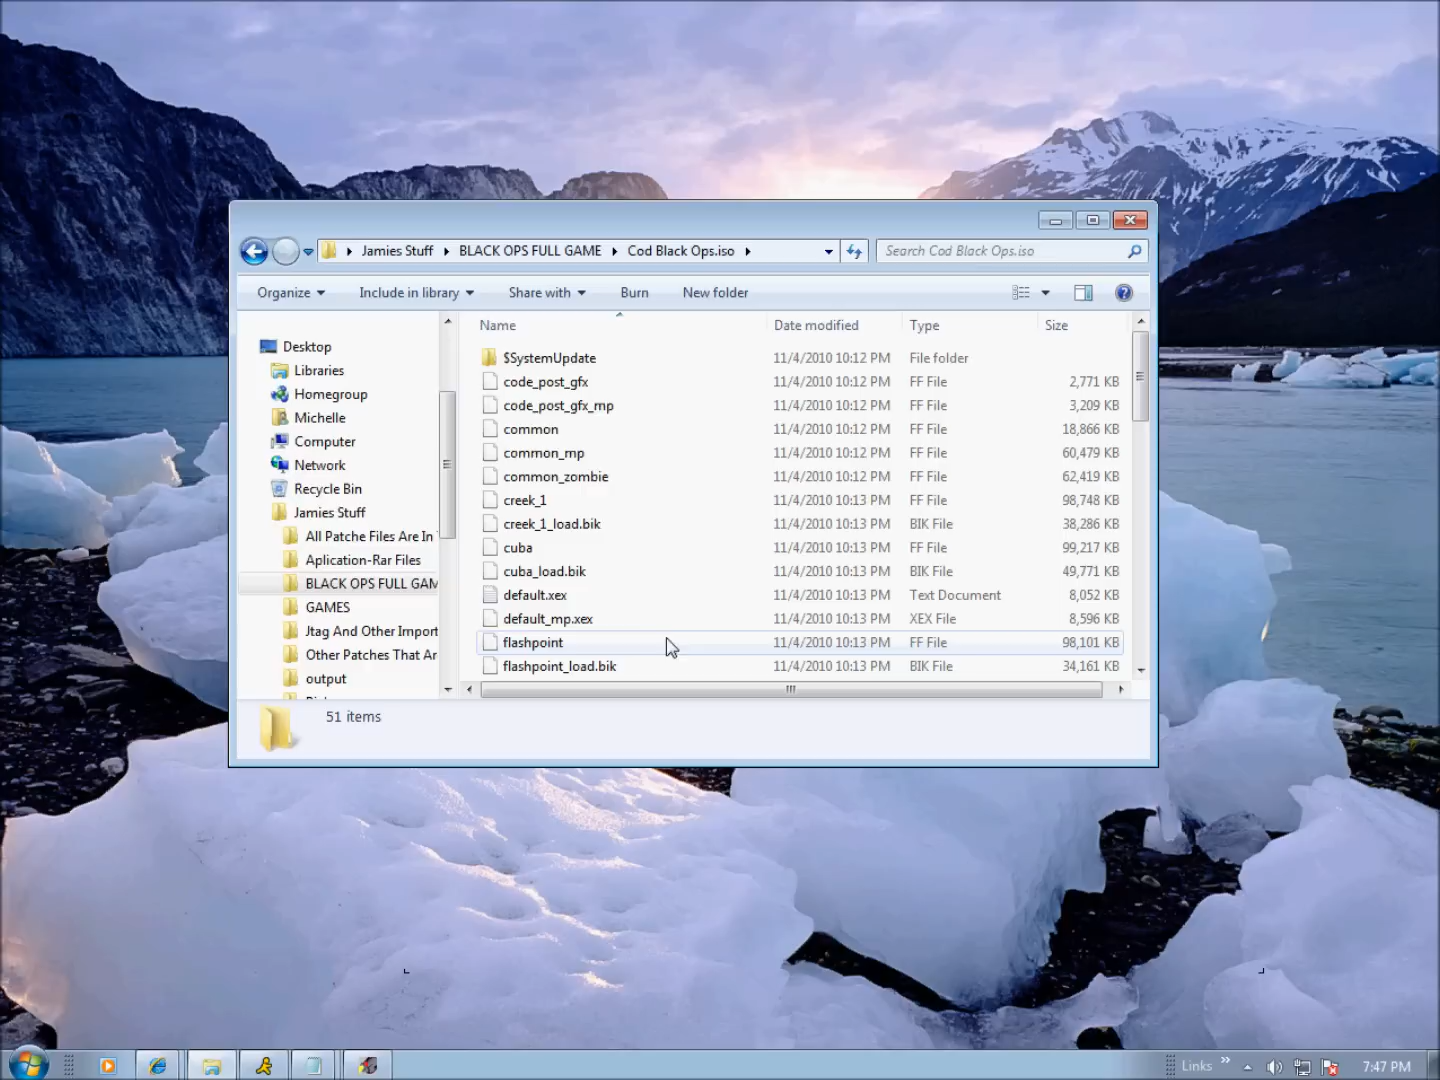 Jamies Stuff BLACK OPS FULL GAME Cod Black Ops.iso Search Cod Black Ops.iso
Organize Include in library Share with Burn New folder
Name Date modified Type Size
Desktop
Libraries
Homegroup
Michelle
Computer
Network
Recycle Bin
Jamies Stuff
All Patche Files Are In
Aplication-Rar Files
BLACK OPS FULL GAM
GAMES
Jtag And Other Import
Other Patches That Ar
output
$SystemUpdate 11/4/2010 10:12 PM File folder
code_post_gfx 11/4/2010 10:12 PM FF File 2,771 KB
code_post_gfx_mp 11/4/2010 10:12 PM FF File 3,209 KB
common 11/4/2010 10:12 PM FF File 18,866 KB
common_mp 11/4/2010 10:12 PM FF File 60,479 KB
common_zombie 11/4/2010 10:12 PM FF File 62,419 KB
creek_1 11/4/2010 10:13 PM FF File 98,748 KB
creek_1_load.bik 11/4/2010 10:13 PM BIK File 38,286 KB
cuba 11/4/2010 10:13 PM FF File 99,217 KB
cuba_load.bik 11/4/2010 10:13 PM BIK File 49,771 KB
default.xex 11/4/2010 10:13 PM Text Document 8,052 KB
default_mp.xex 11/4/2010 10:13 PM XEX File 8,596 KB
flashpoint 11/4/2010 10:13 PM FF File 98,101 KB
flashpoint_load.bik 11/4/2010 10:13 PM BIK File 34,161 KB
51 items
Links 7:47 PM